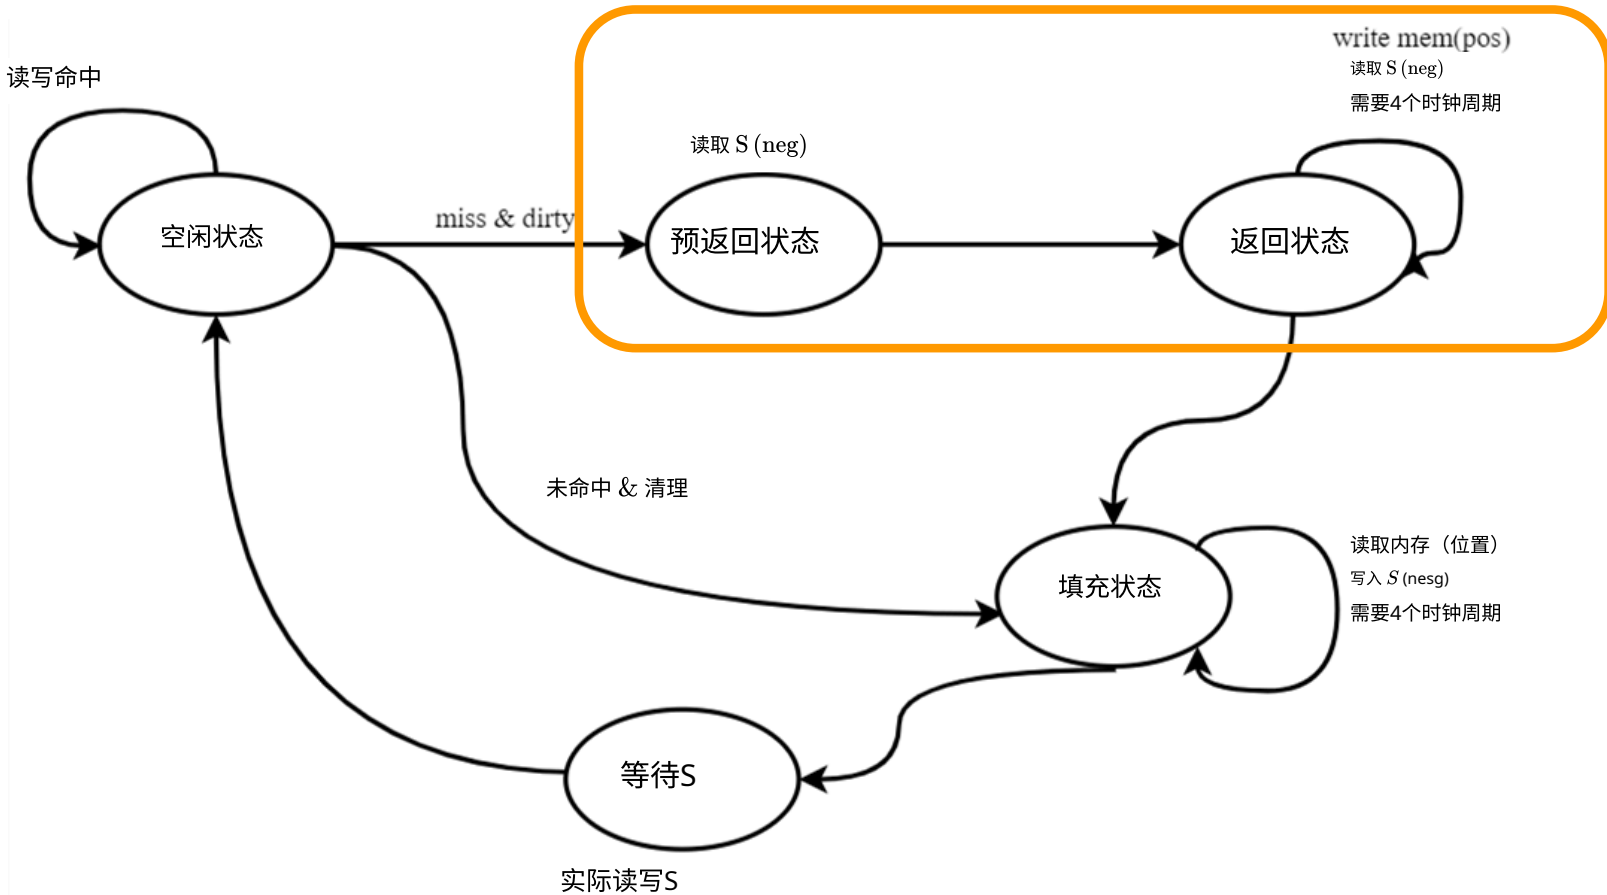 write mem(pos)
读取 S (neg)
需要4个时钟周期
读写命中
读取 S (neg)
miss & dirty
空闲状态
预返回状态
返回状态
未命中 & 清理
读取内存（位置）
写入 S (nesg)
需要4个时钟周期
填充状态
等待S
实际读写S